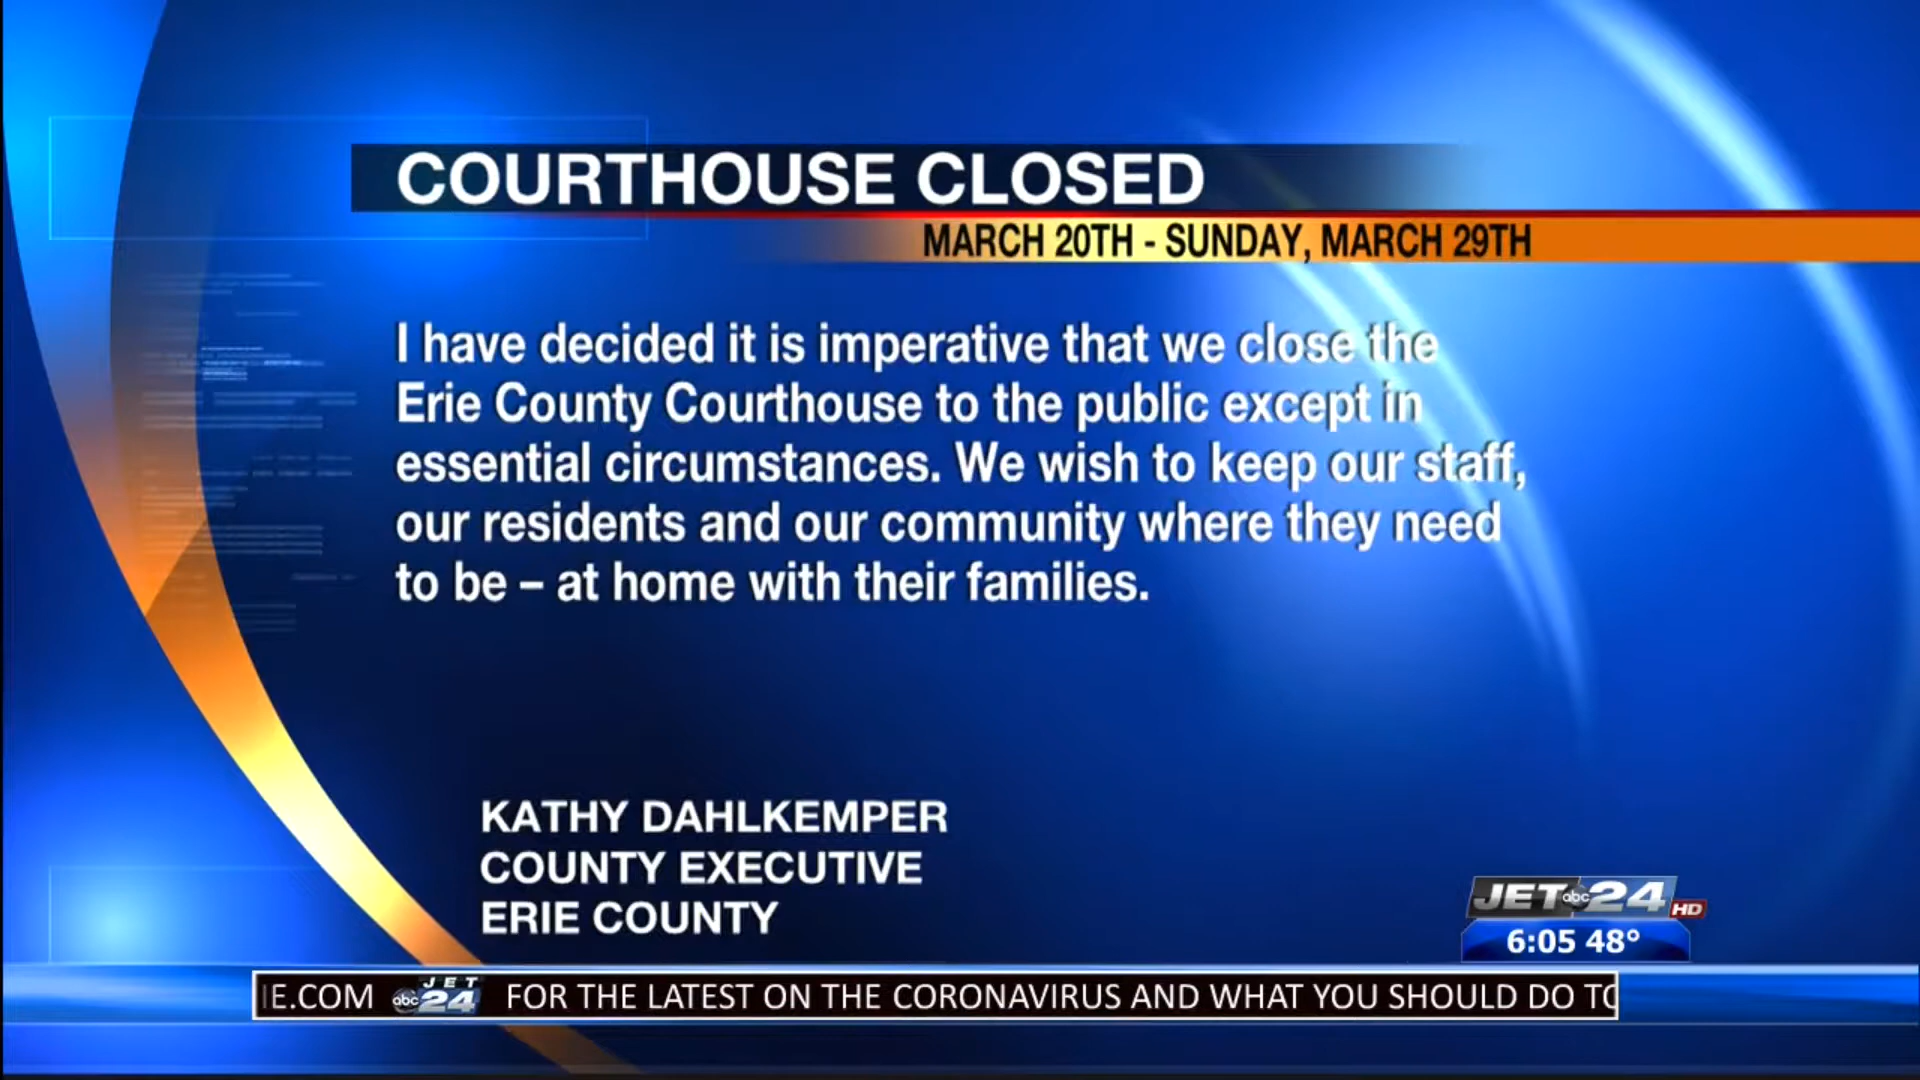 COURTHOUSE CLOSED
MARCH 20TH - SUNDAY, MARCH 29TH
I have decided it is imperative that we close the
Erie County Courthouse to the public except in
essential circumstances. We wish to keep our staff,
our residents and our community where they need
to be – at home with their families.
KATHY DAHLKEMPER
COUNTY EXECUTIVE
ERIE COUNTY
JET abc 24 HD
6:05 48°
IE.COM abc JET 24 FOR THE LATEST ON THE CORONAVIRUS AND WHAT YOU SHOULD DO TO